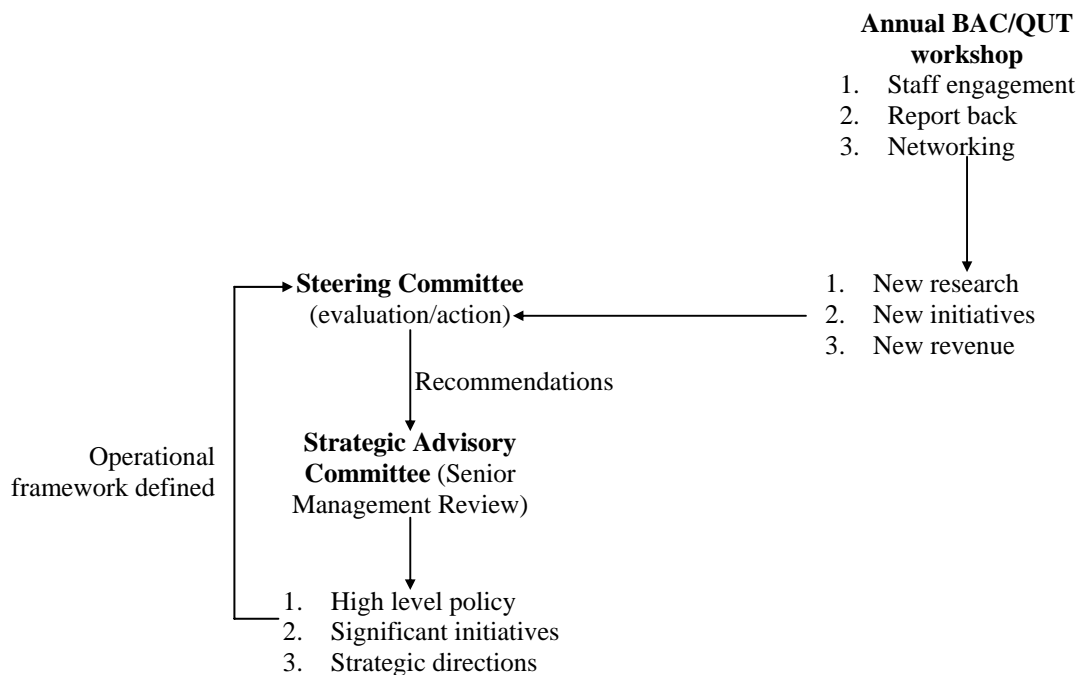 Annual BAC/QUT
workshop
1. Staff engagement
2. Report back
3. Networking
Steering Committee
(evaluation/action)
1. New research
2. New initiatives
3. New revenue
Recommendations
Strategic Advisory
Committee (Senior
Management Review)
Operational
framework defined
1. High level policy
2. Significant initiatives
3. Strategic directions